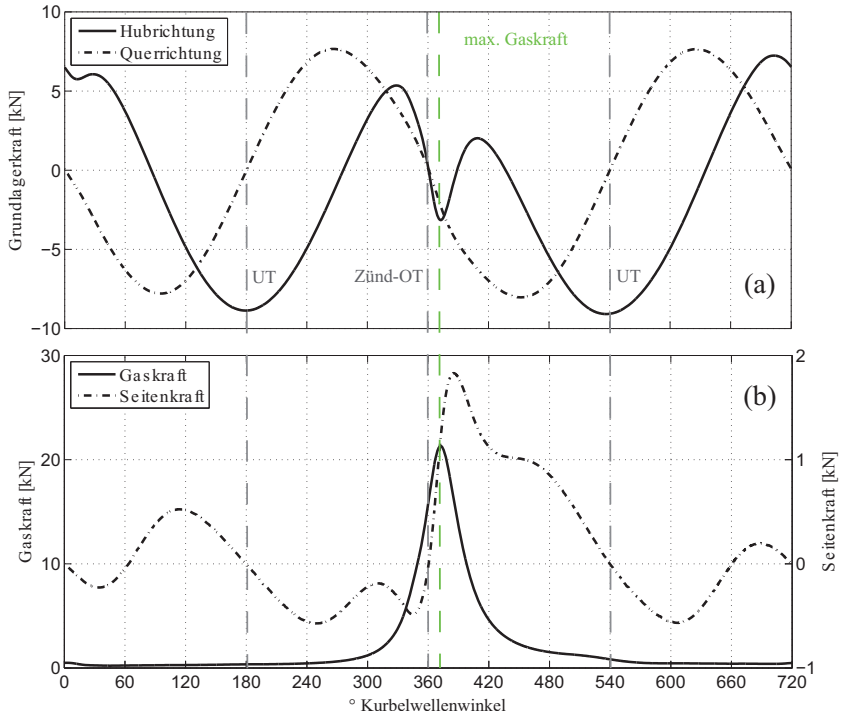 10
5
0
−5
−10
Grundlagerkraft [kN]
Hubrichtung
Querrichtung
max. Gaskraft
UT
Zünd-OT
UT
(a)
30
20
10
0
Gaskraft [kN]
Gaskraft
Seitenkraft
(b)
2
1
0
−1
Seitenkraft [kN]
0 60 120 180 240 300 360 420 480 540 600 660 720
° Kurbelwellenwinkel